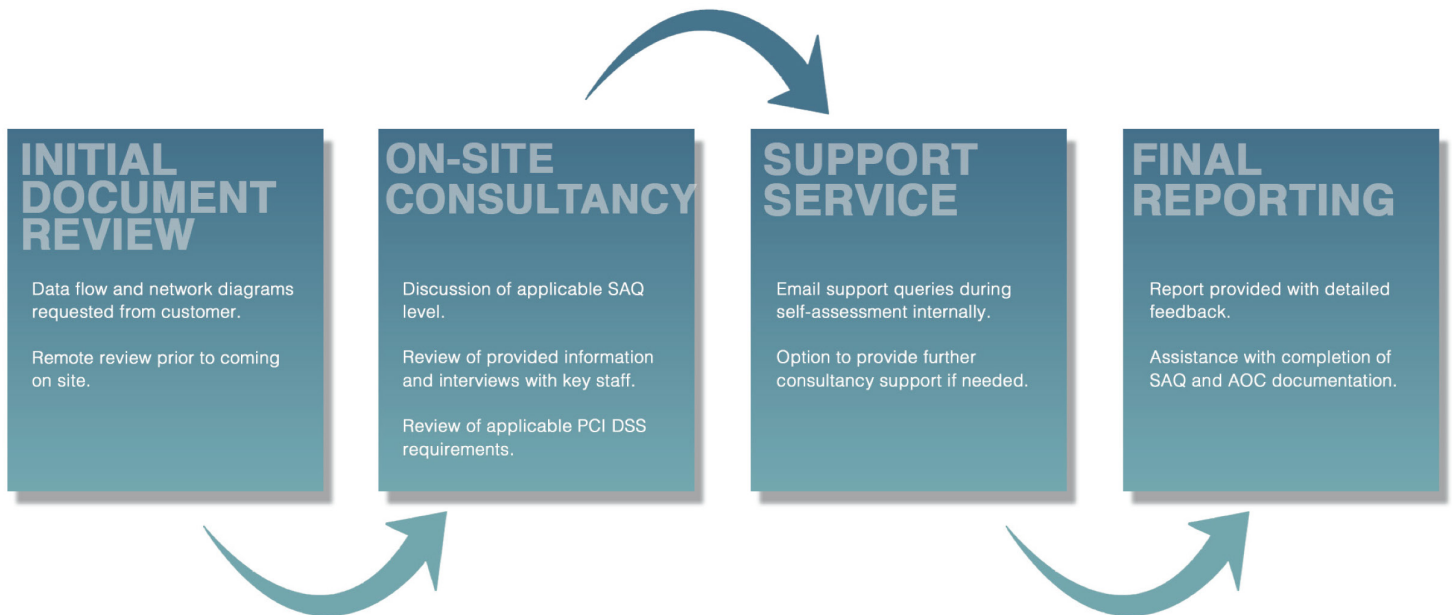 INITIAL
DOCUMENT
REVIEW
Data flow and network diagrams
requested from customer.
Remote review prior to coming
on site.
ON-SITE
CONSULTANCY
Discussion of applicable SAQ
level.
Review of provided information
and interviews with key staff.
Review of applicable PCI DSS
requirements.
SUPPORT
SERVICE
Email support queries during
self-assessment internally.
Option to provide further
consultancy support if needed.
FINAL
REPORTING
Report provided with detailed
feedback.
Assistance with completion of
SAQ and AOC documentation.